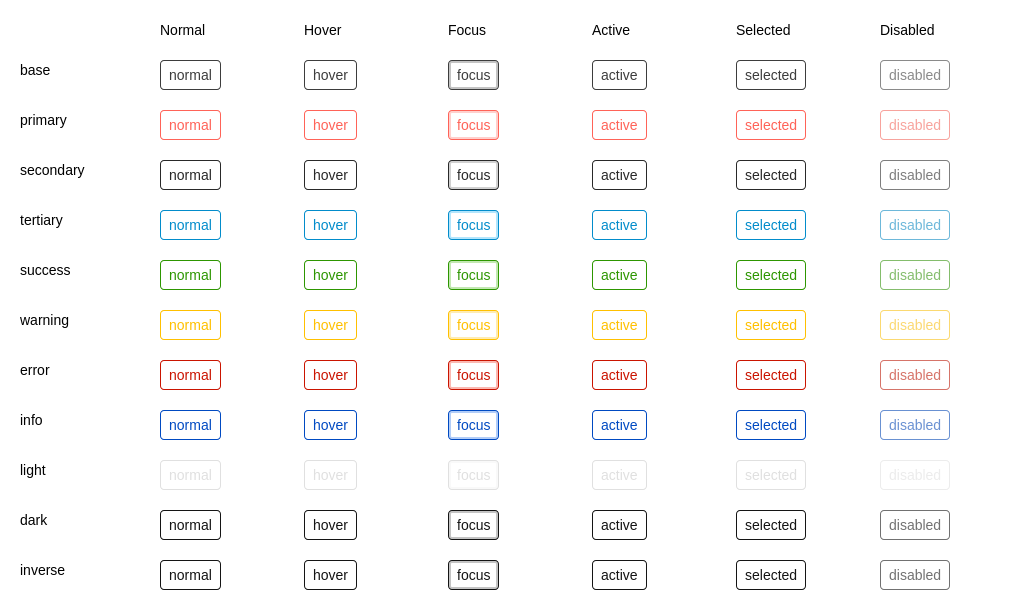 Normal Hover Focus Active Selected Disabled
base normal hover focus active selected disabled
primary normal hover focus active selected disabled
secondary normal hover focus active selected disabled
tertiary normal hover focus active selected disabled
success normal hover focus active selected disabled
warning normal hover focus active selected disabled
error normal hover focus active selected disabled
info normal hover focus active selected disabled
light normal hover focus active selected disabled
dark normal hover focus active selected disabled
inverse normal hover focus active selected disabled